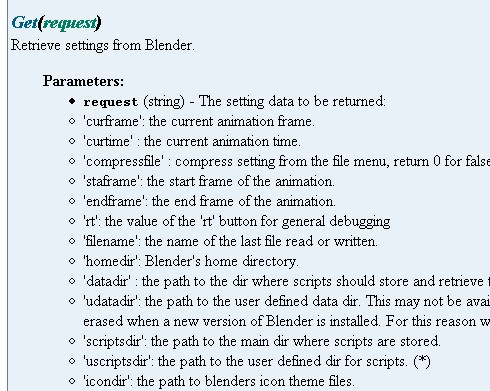 Get(request)
Retrieve settings from Blender.
Parameters:
request (string) - The setting data to be returned:
'curframe': the current animation frame.
'curtime' : the current animation time.
'compressfile' : compress setting from the file menu, return 0 for false
'staframe': the start frame of the animation.
'endframe': the end frame of the animation.
'rt': the value of the 'rt' button for general debugging
'filename': the name of the last file read or written.
'homedir': Blender's home directory.
'datadir' : the path to the dir where scripts should store and retrieve
'udatadir': the path to the user defined data dir. This may not be avai
erased when a new version of Blender is installed. For this reason
'scriptsdir': the path to the main dir where scripts are stored.
'uscriptsdir': the path to the user defined dir for scripts. (*)
'icondir': the path to blenders icon theme files.